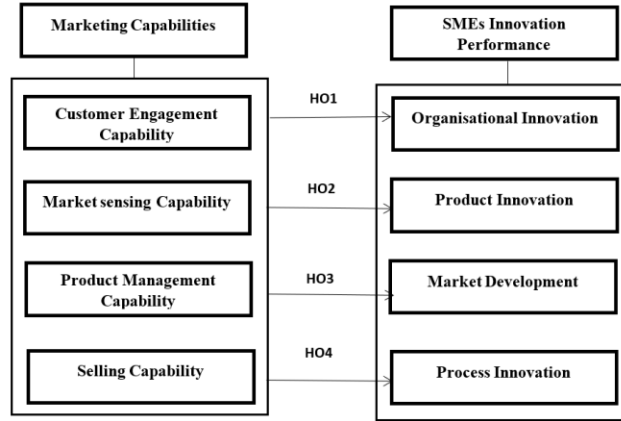 Marketing Capabilities
SMEs Innovation
Performance
Customer Engagement
Capability
HO1
Organisational Innovation
Market sensing Capability
HO2
Product Innovation
Product Management
Capability
HO3
Market Development
Selling Capability
HO4
Process Innovation